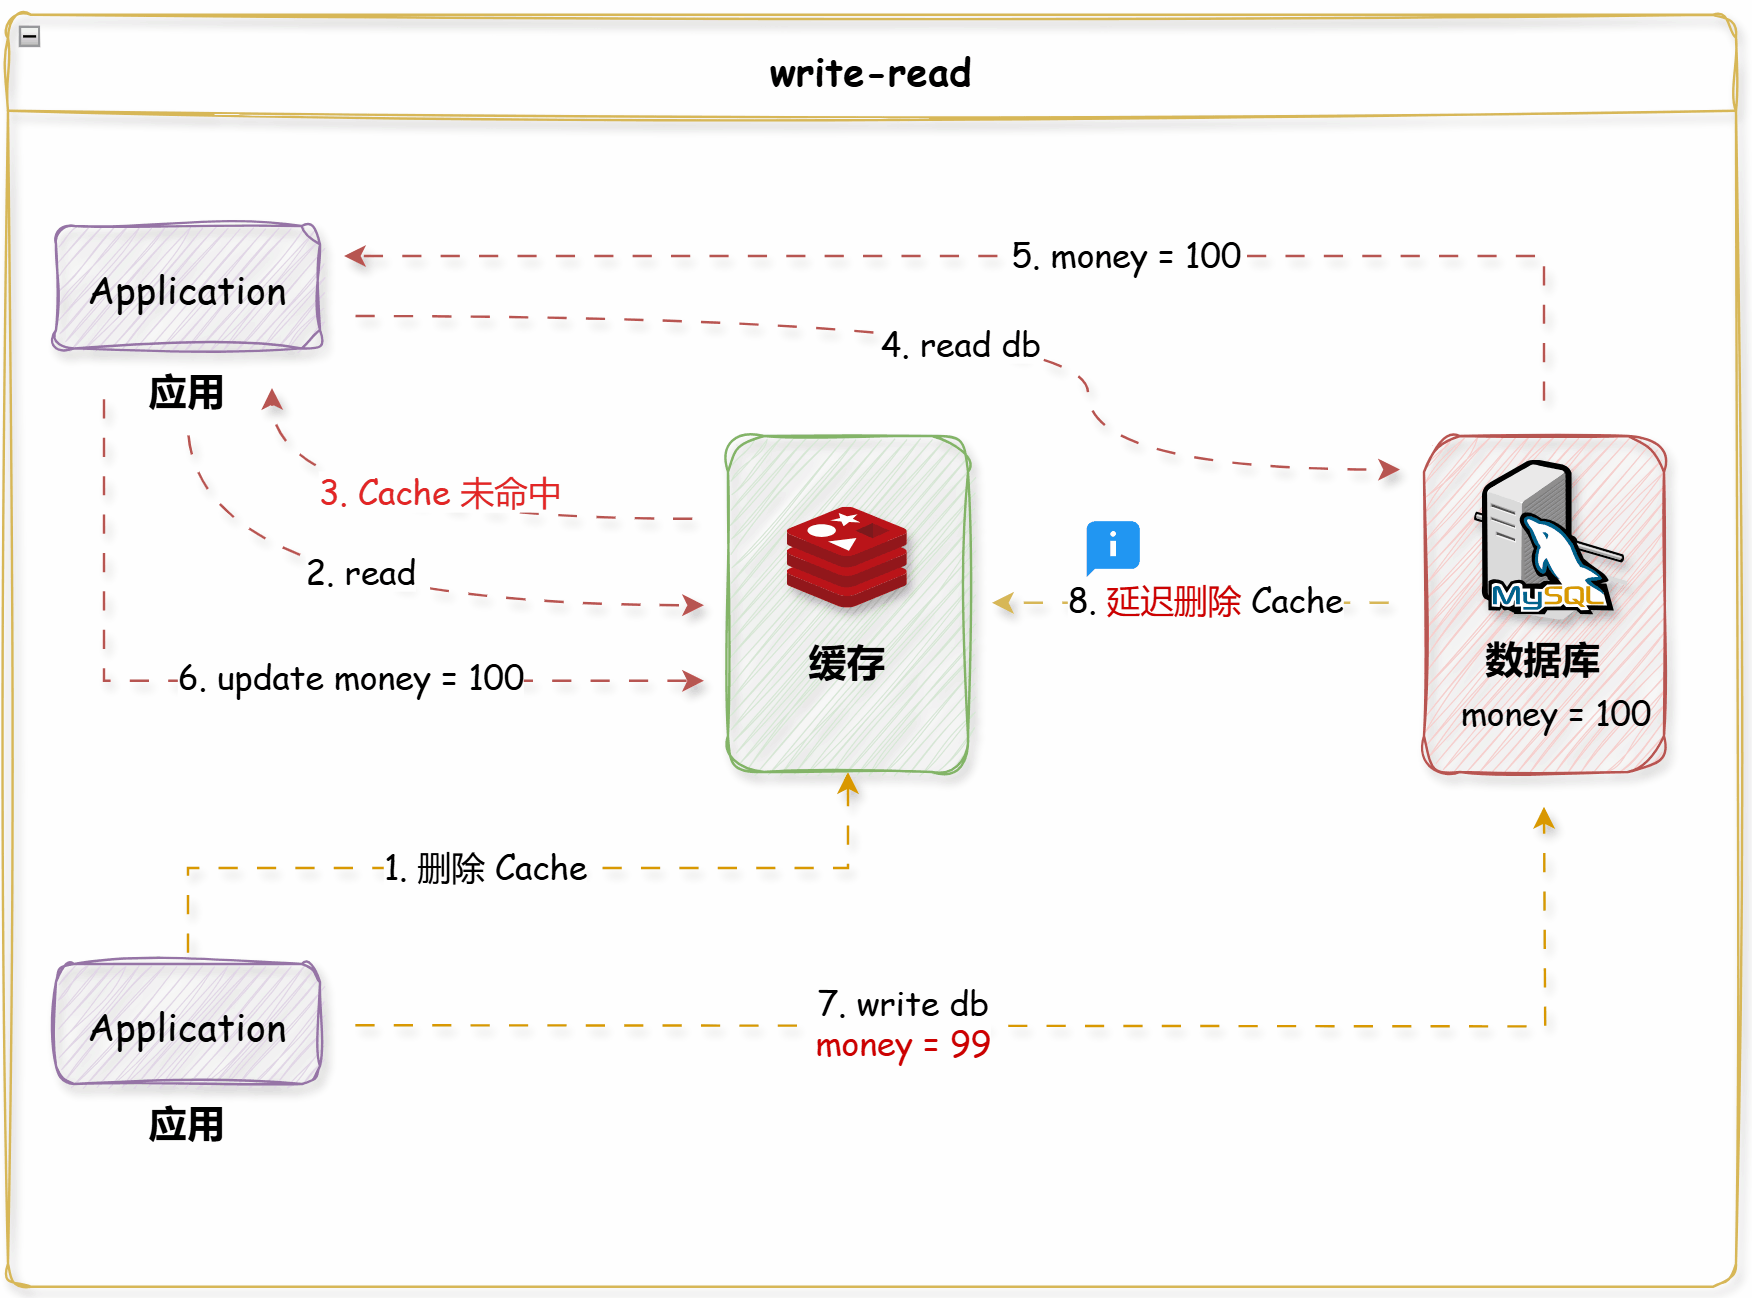 write-read
Application
应用
5. money = 100
4. read db
3. Cache 未命中
2. read
6. update money = 100
缓存
8. 延迟删除 Cache
MySQL
数据库
money = 100
1. 删除 Cache
Application
应用
7. write db
money = 99